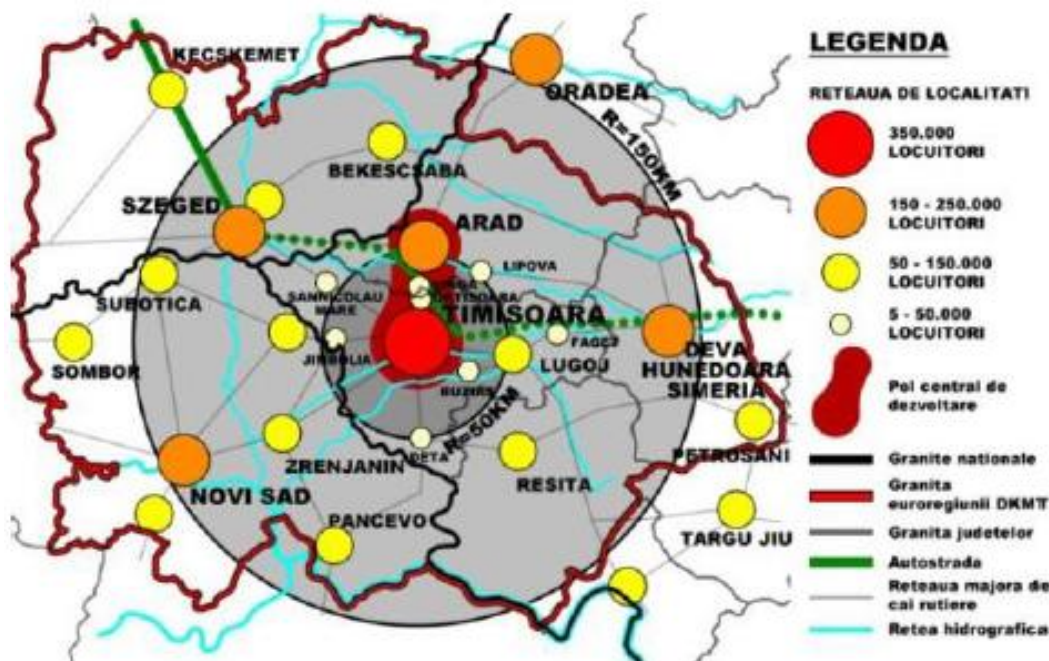 KECSKEMET
ORADEA
R=150KM
BEKESCSABA
SZEGED
ARAD
LIPOVA
SANNICOLAU
MARE
SUBOTICA
TIMISOARA
FAGET
JIMBOLIA
LUGOJ
DEVA
HUNEDOARA
SIMERIA
SOMBOR
BUZIAS
R=50KM
DETA
ZRENJANIN
RESITA
PETROSANI
NOVI SAD
PANCEVO
TARGU JIU
LEGENDA
RETEAUA DE LOCALITATI
350.000
LOCUITORI
150 - 250.000
LOCUITORI
50 - 150.000
LOCUITORI
5 - 50.000
LOCUITORI
Pol central de
dezvoltare
Granite nationale
Granita
euroregiunii DKMT
Granita judetelor
Autostrada
Reteaua majora de
cai rutiere
Retea hidrografica